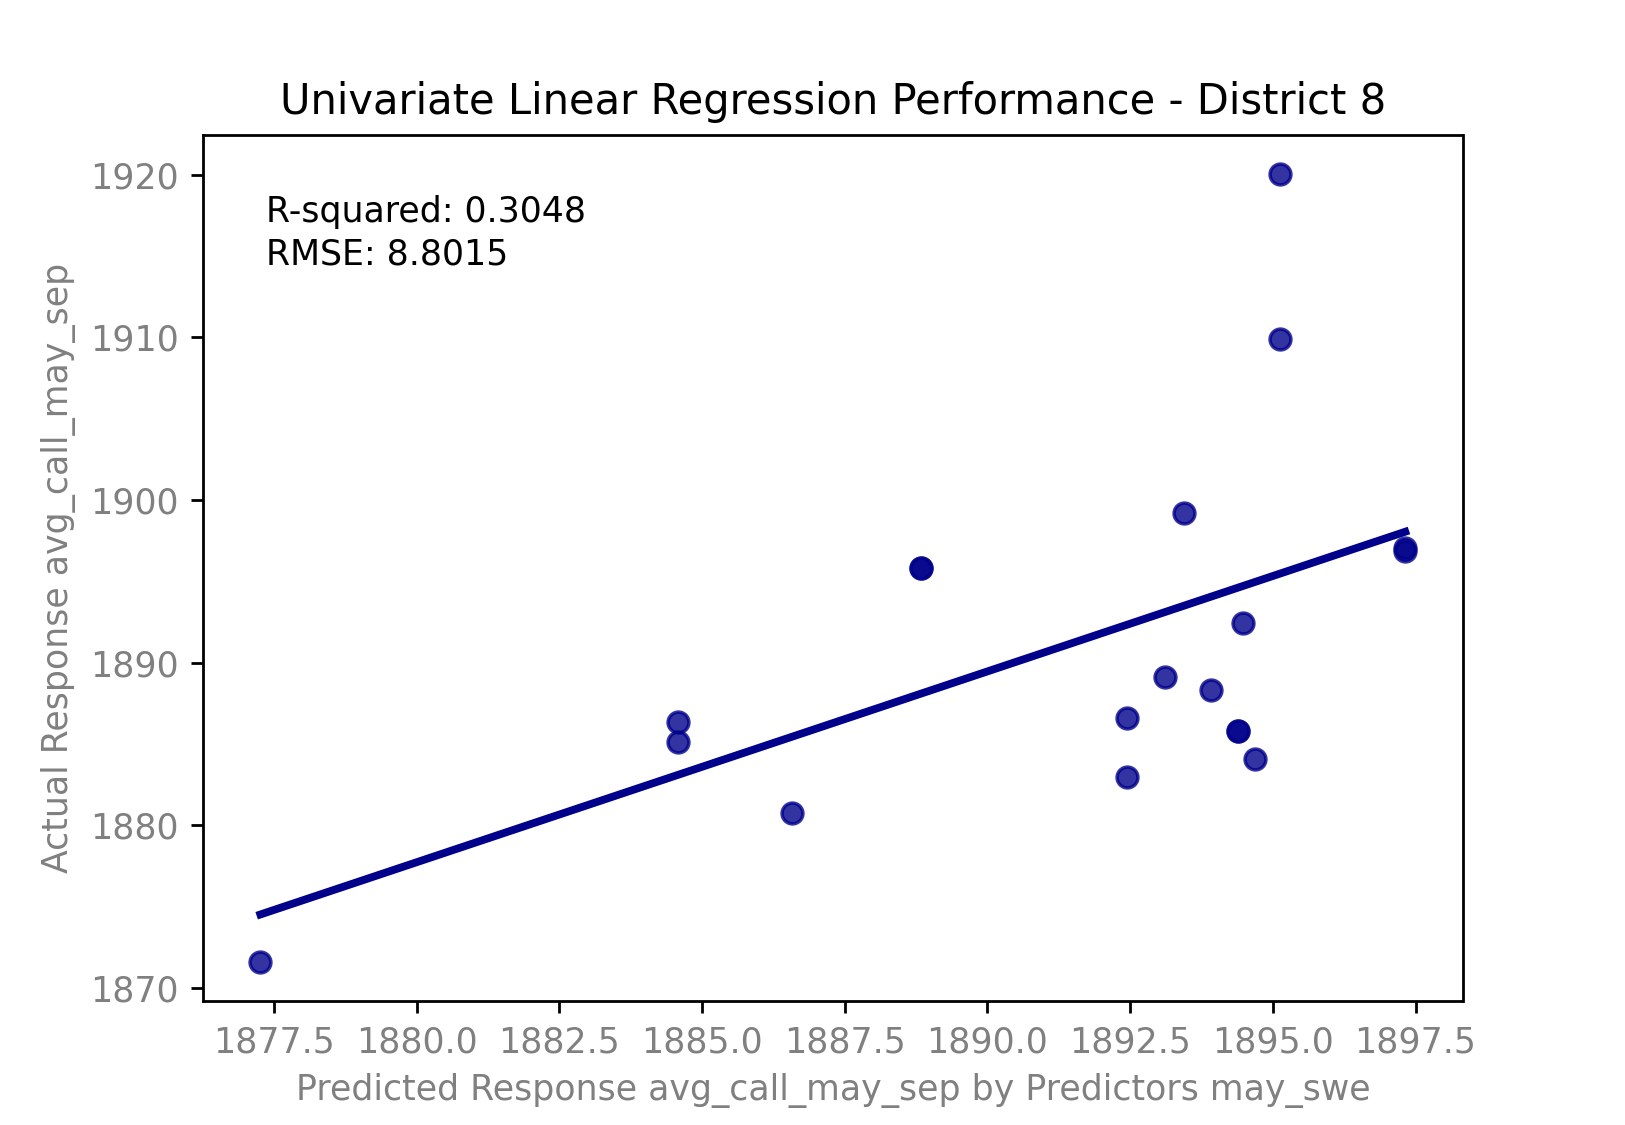 Univariate Linear Regression Performance - District 8
R-squared: 0.3048
RMSE: 8.8015
Actual Response avg_call_may_sep
1920
1910
1900
1890
1880
1870
1877.5 1880.0 1882.5 1885.0 1887.5 1890.0 1892.5 1895.0 1897.5
Predicted Response avg_call_may_sep by Predictors may_swe